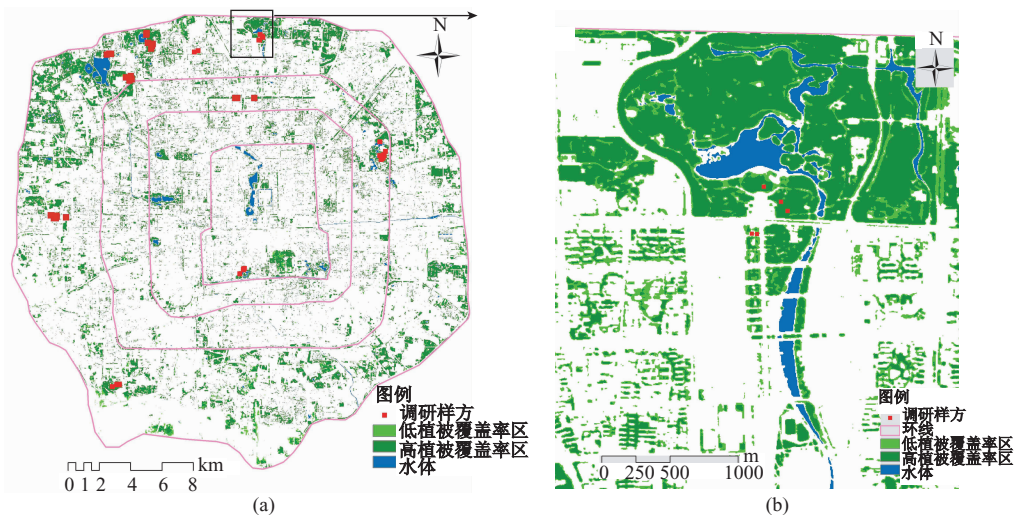 N
图例
调研样方
低植被覆盖率区
高植被覆盖率区
水体
km
0 1 2 4 6 8
(a)
N
图例
调研样方
环线
低植被覆盖率区
高植被覆盖率区
水体
m
0 250 500 1000
(b)